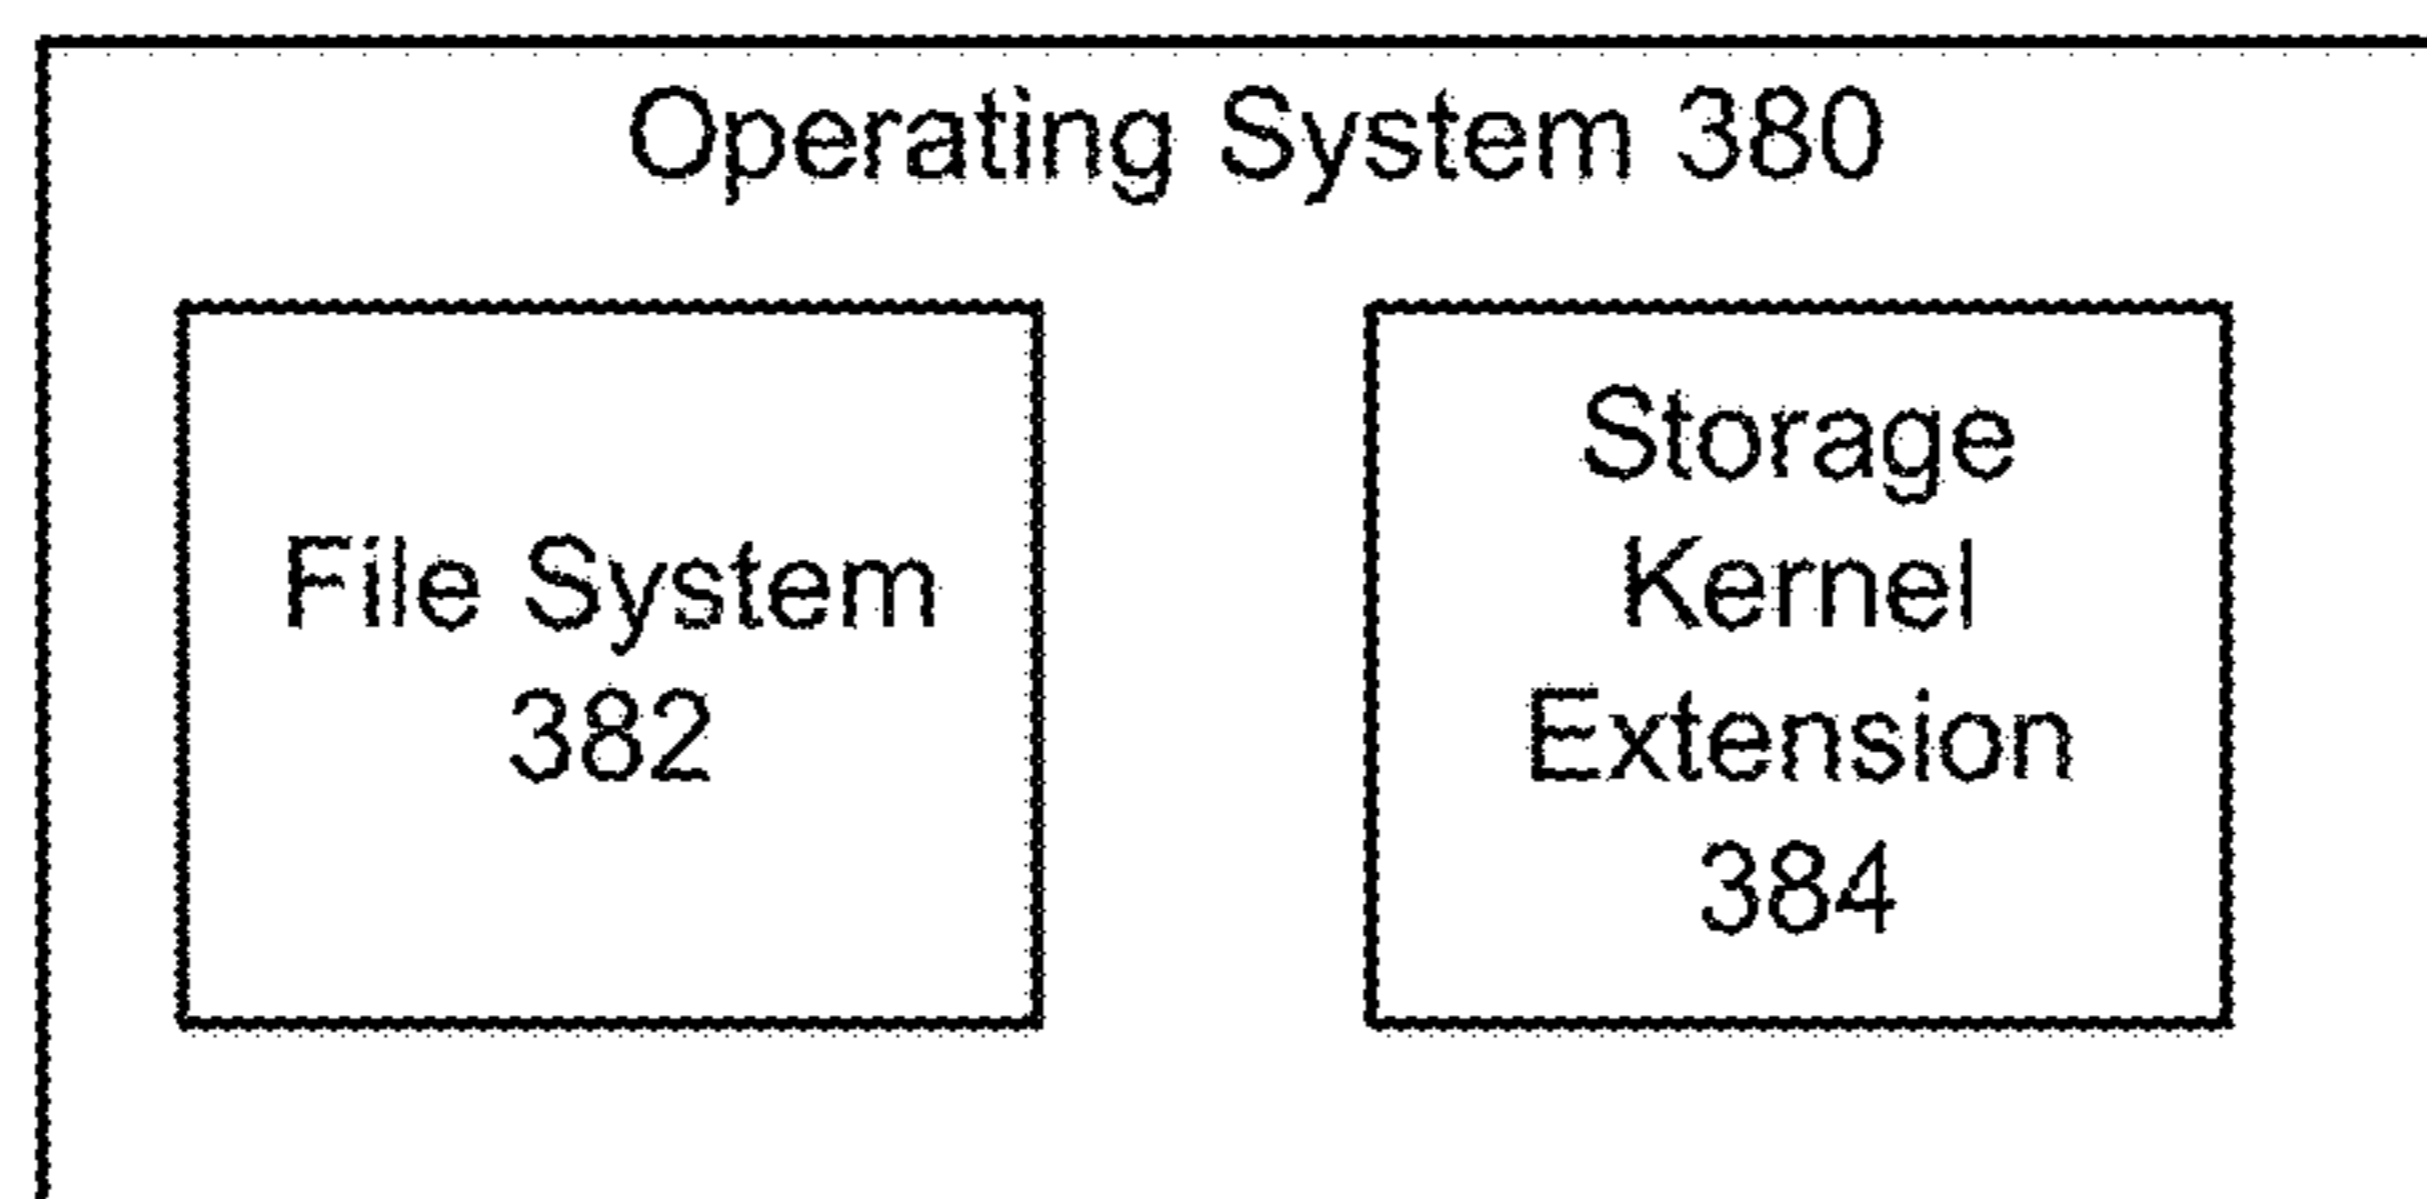 Operating System 380
File System
382
Storage
Kernel
Extension
384